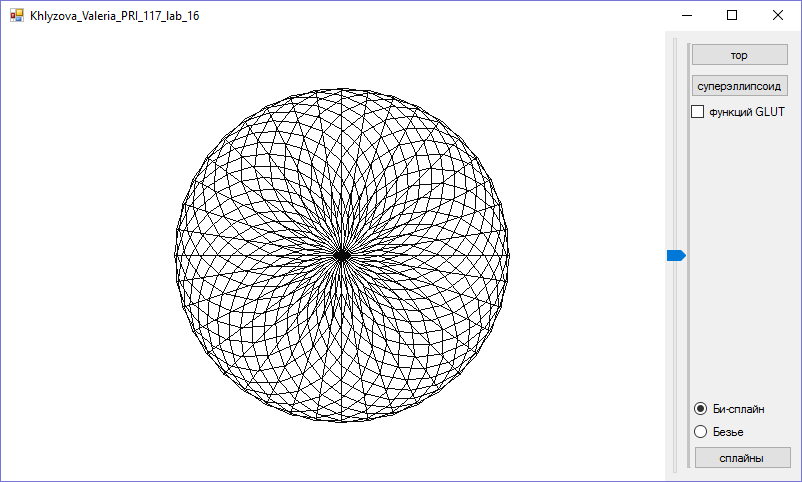 Khlyzova_Valeria_PRI_117_lab_16
тор
суперэллипсоид
функций GLUT
Би-сплайн
Безье
сплайны